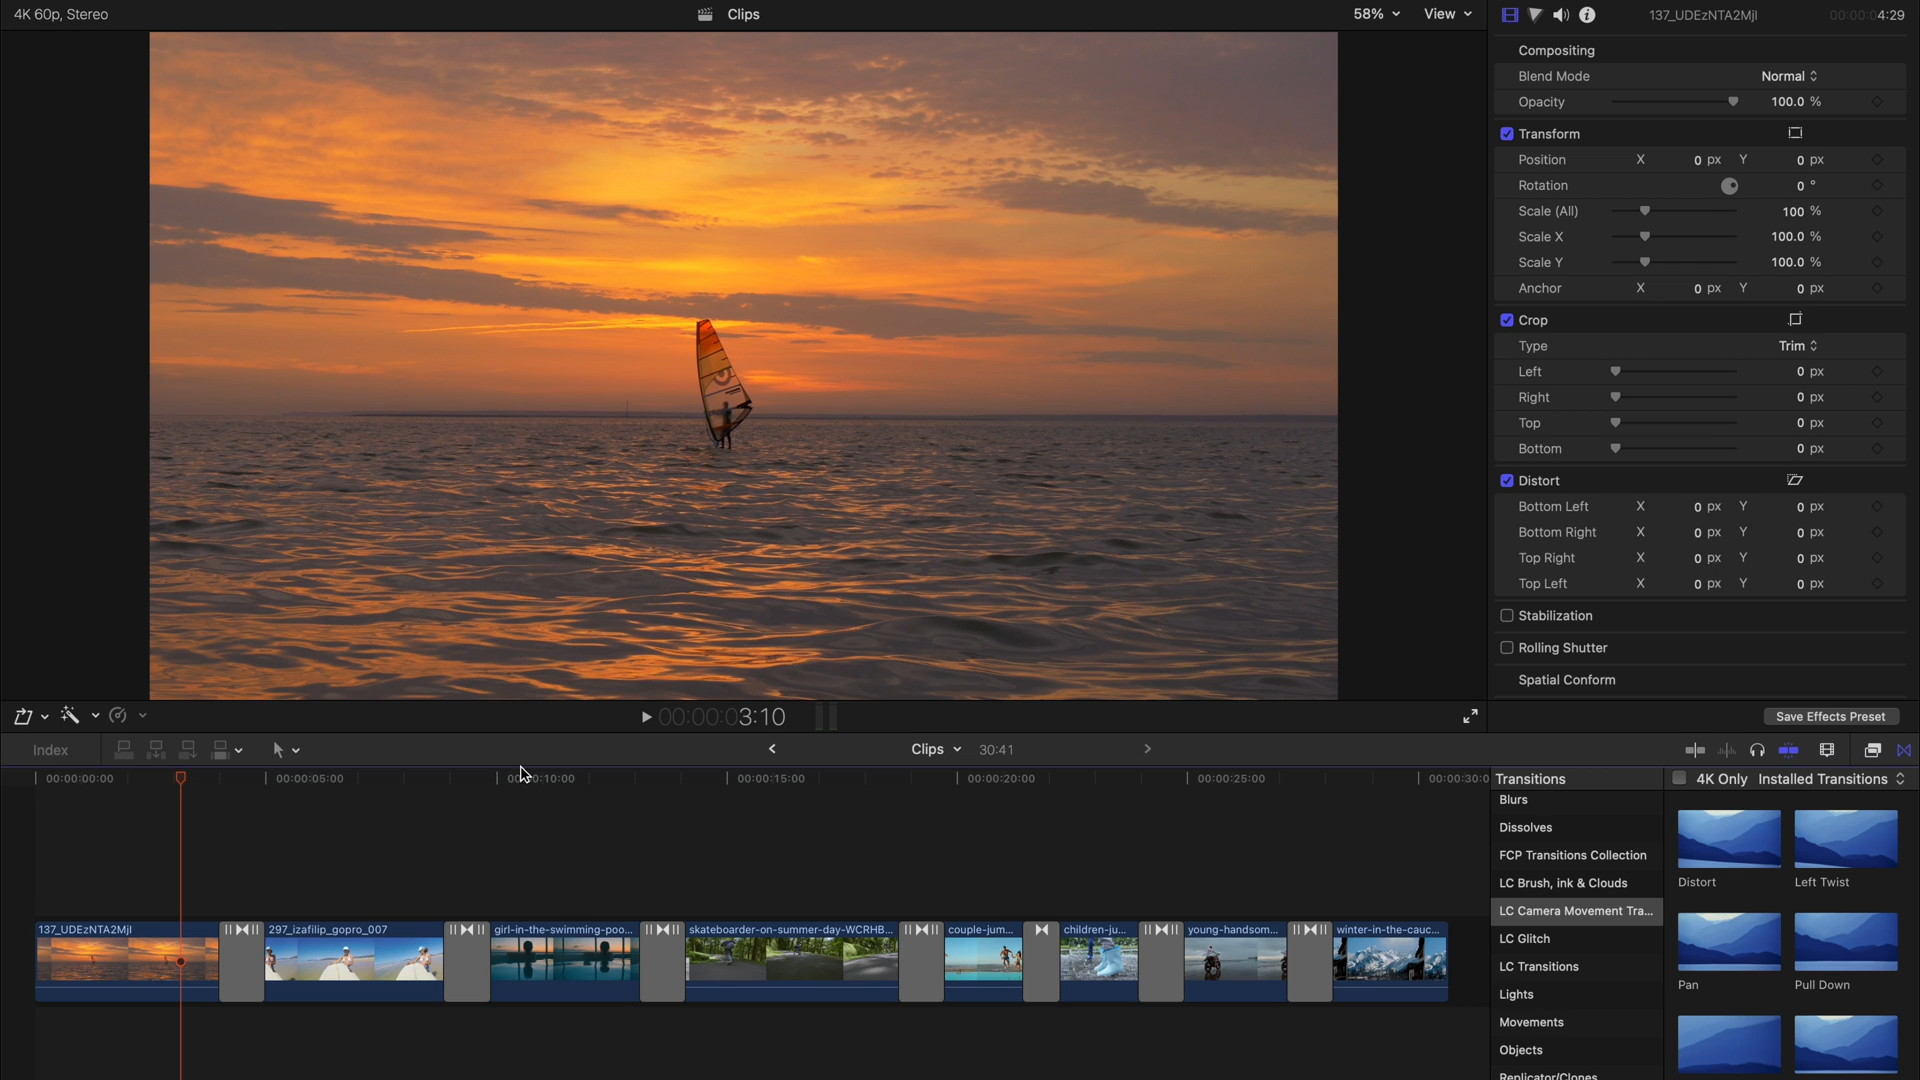 4K 60p, Stereo
Clips
58%
View
137_UDEzNTA2MjI
00:00:04:29
Compositing
Blend Mode Normal
Opacity 100.0 %
Transform
Position X 0 px Y 0 px
Rotation 0 °
Scale (All) 100 %
Scale X 100.0 %
Scale Y 100.0 %
Anchor X 0 px Y 0 px
Crop
Type Trim
Left 0 px
Right 0 px
Top 0 px
Bottom 0 px
Distort
Bottom Left X 0 px Y 0 px
Bottom Right X 0 px Y 0 px
Top Right X 0 px Y 0 px
Top Left X 0 px Y 0 px
Stabilization
Rolling Shutter
Spatial Conform
00:00:03:10
Save Effects Preset
Index
Clips
30:41
00:00:00:00
00:00:05:00
00:00:10:00
00:00:15:00
00:00:20:00
00:00:25:00
00:00:30:0
137_UDEzNTA2MjI
297_izafilip_gopro_007
girl-in-the-swimming-poo...
skateboarder-on-summer-day-WCRHB...
couple-jum...
children-ju...
young-handsom...
winter-in-the-cauc...
Transitions
4K Only
Installed Transitions
Blurs
Dissolves
FCP Transitions Collection
LC Brush, ink & Clouds
LC Camera Movement Tra...
LC Glitch
LC Transitions
Lights
Movements
Objects
Replicator/Clones
Distort
Left Twist
Pan
Pull Down